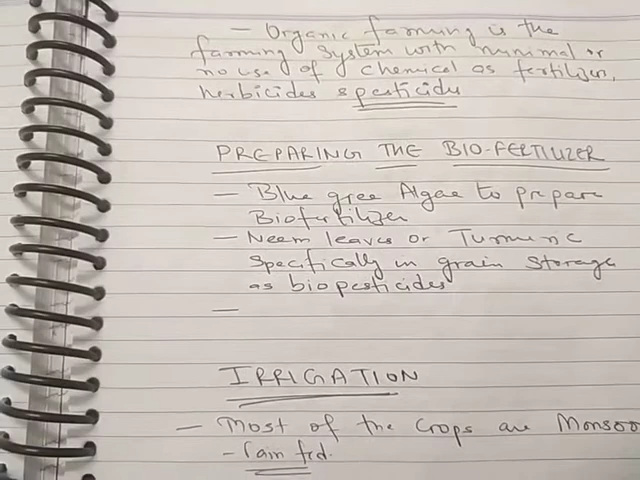 - Organic farming is the
farming System with minimal or
no use of chemical as fertilizer,
herbicides & pesticides
PREPARING THE BIO-FERTILIZER
- Blue gree Algae to prepare
Biofertilizer
- Neem leaves or Turmeric
Specifically in grain Storage
as biopesticides
-
IRRIGATION
- Most of the Crops are Monsoo
- rain fed.